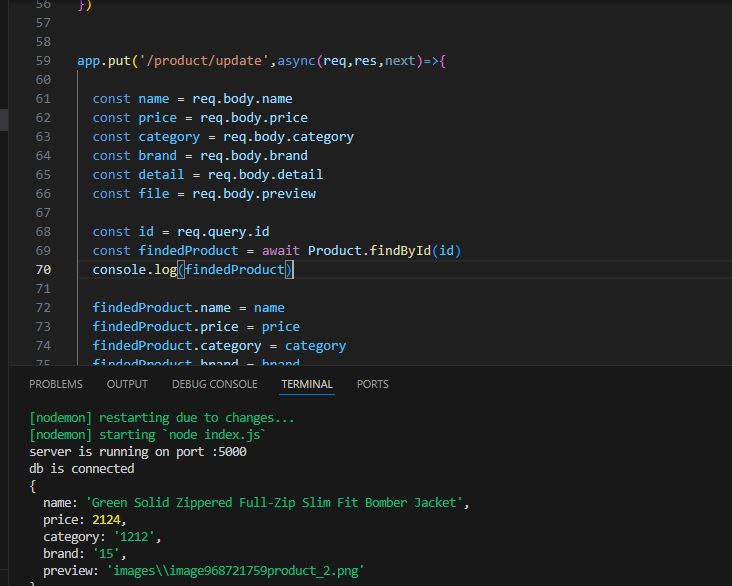 56 })
57
58
59 app.put('/product/update',async(req,res,next)=>{
60
61 const name = req.body.name
62 const price = req.body.price
63 const category = req.body.category
64 const brand = req.body.brand
65 const detail = req.body.detail
66 const file = req.body.preview
67
68 const id = req.query.id
69 const findedProduct = await Product.findById(id)
70 console.log(findedProduct)
71
72 findedProduct.name = name
73 findedProduct.price = price
74 findedProduct.category = category
75 findedProduct.brand = brand
PROBLEMS OUTPUT DEBUG CONSOLE TERMINAL PORTS
[nodemon] restarting due to changes...
[nodemon] starting `node index.js`
server is running on port :5000
db is connected
{
name: 'Green Solid Zippered Full-Zip Slim Fit Bomber Jacket',
price: 2124,
category: '1212',
brand: '15',
preview: 'images\\image968721759product_2.png'
}